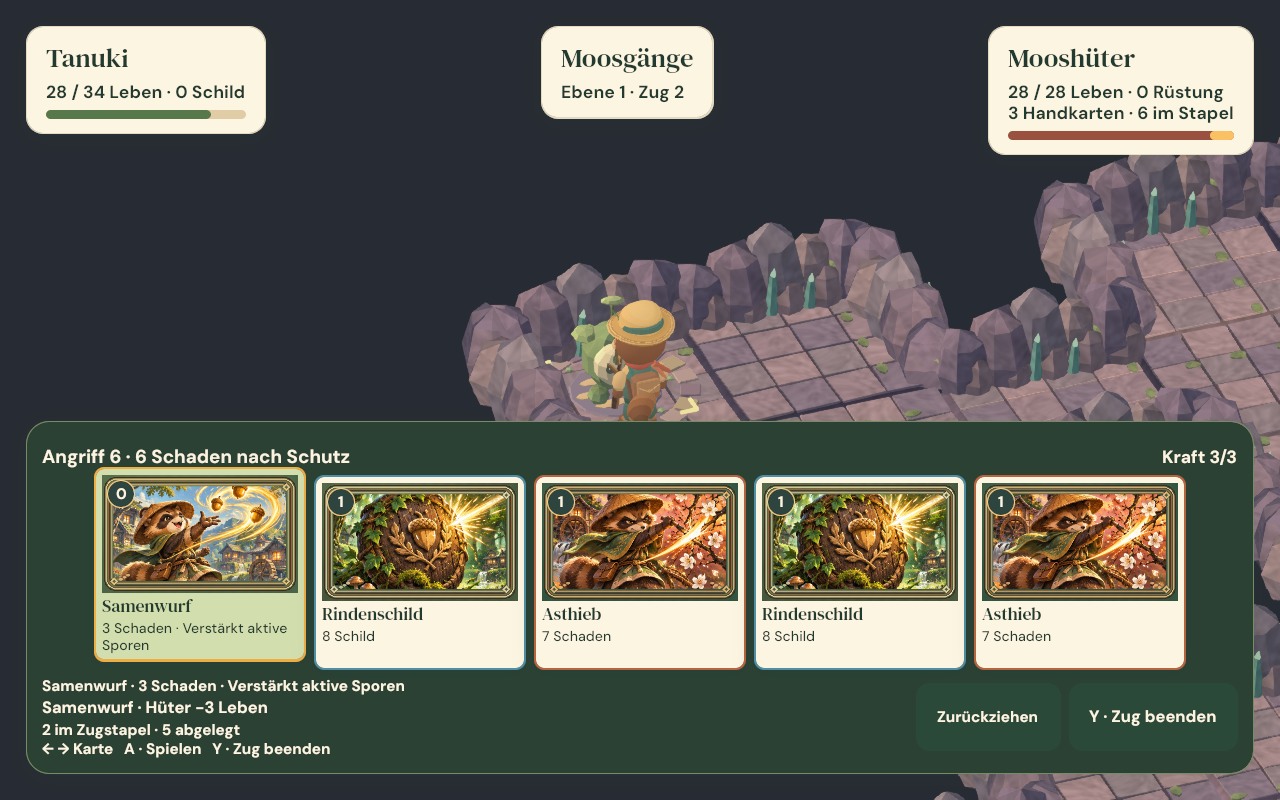 Tanuki
28 / 34 Leben · 0 Schild
Moosgänge
Ebene 1 · Zug 2
Mooshüter
28 / 28 Leben · 0 Rüstung
3 Handkarten · 6 im Stapel
Angriff 6 · 6 Schaden nach Schutz
Kraft 3/3
0
Samenwurf
3 Schaden · Verstärkt aktive
Sporen
1
Rindenschild
8 Schild
1
Asthieb
7 Schaden
1
Rindenschild
8 Schild
1
Asthieb
7 Schaden
Samenwurf · 3 Schaden · Verstärkt aktive Sporen
Samenwurf · Hüter −3 Leben
2 im Zugstapel · 5 abgelegt
← → Karte A · Spielen Y · Zug beenden
Zurückziehen
Y · Zug beenden